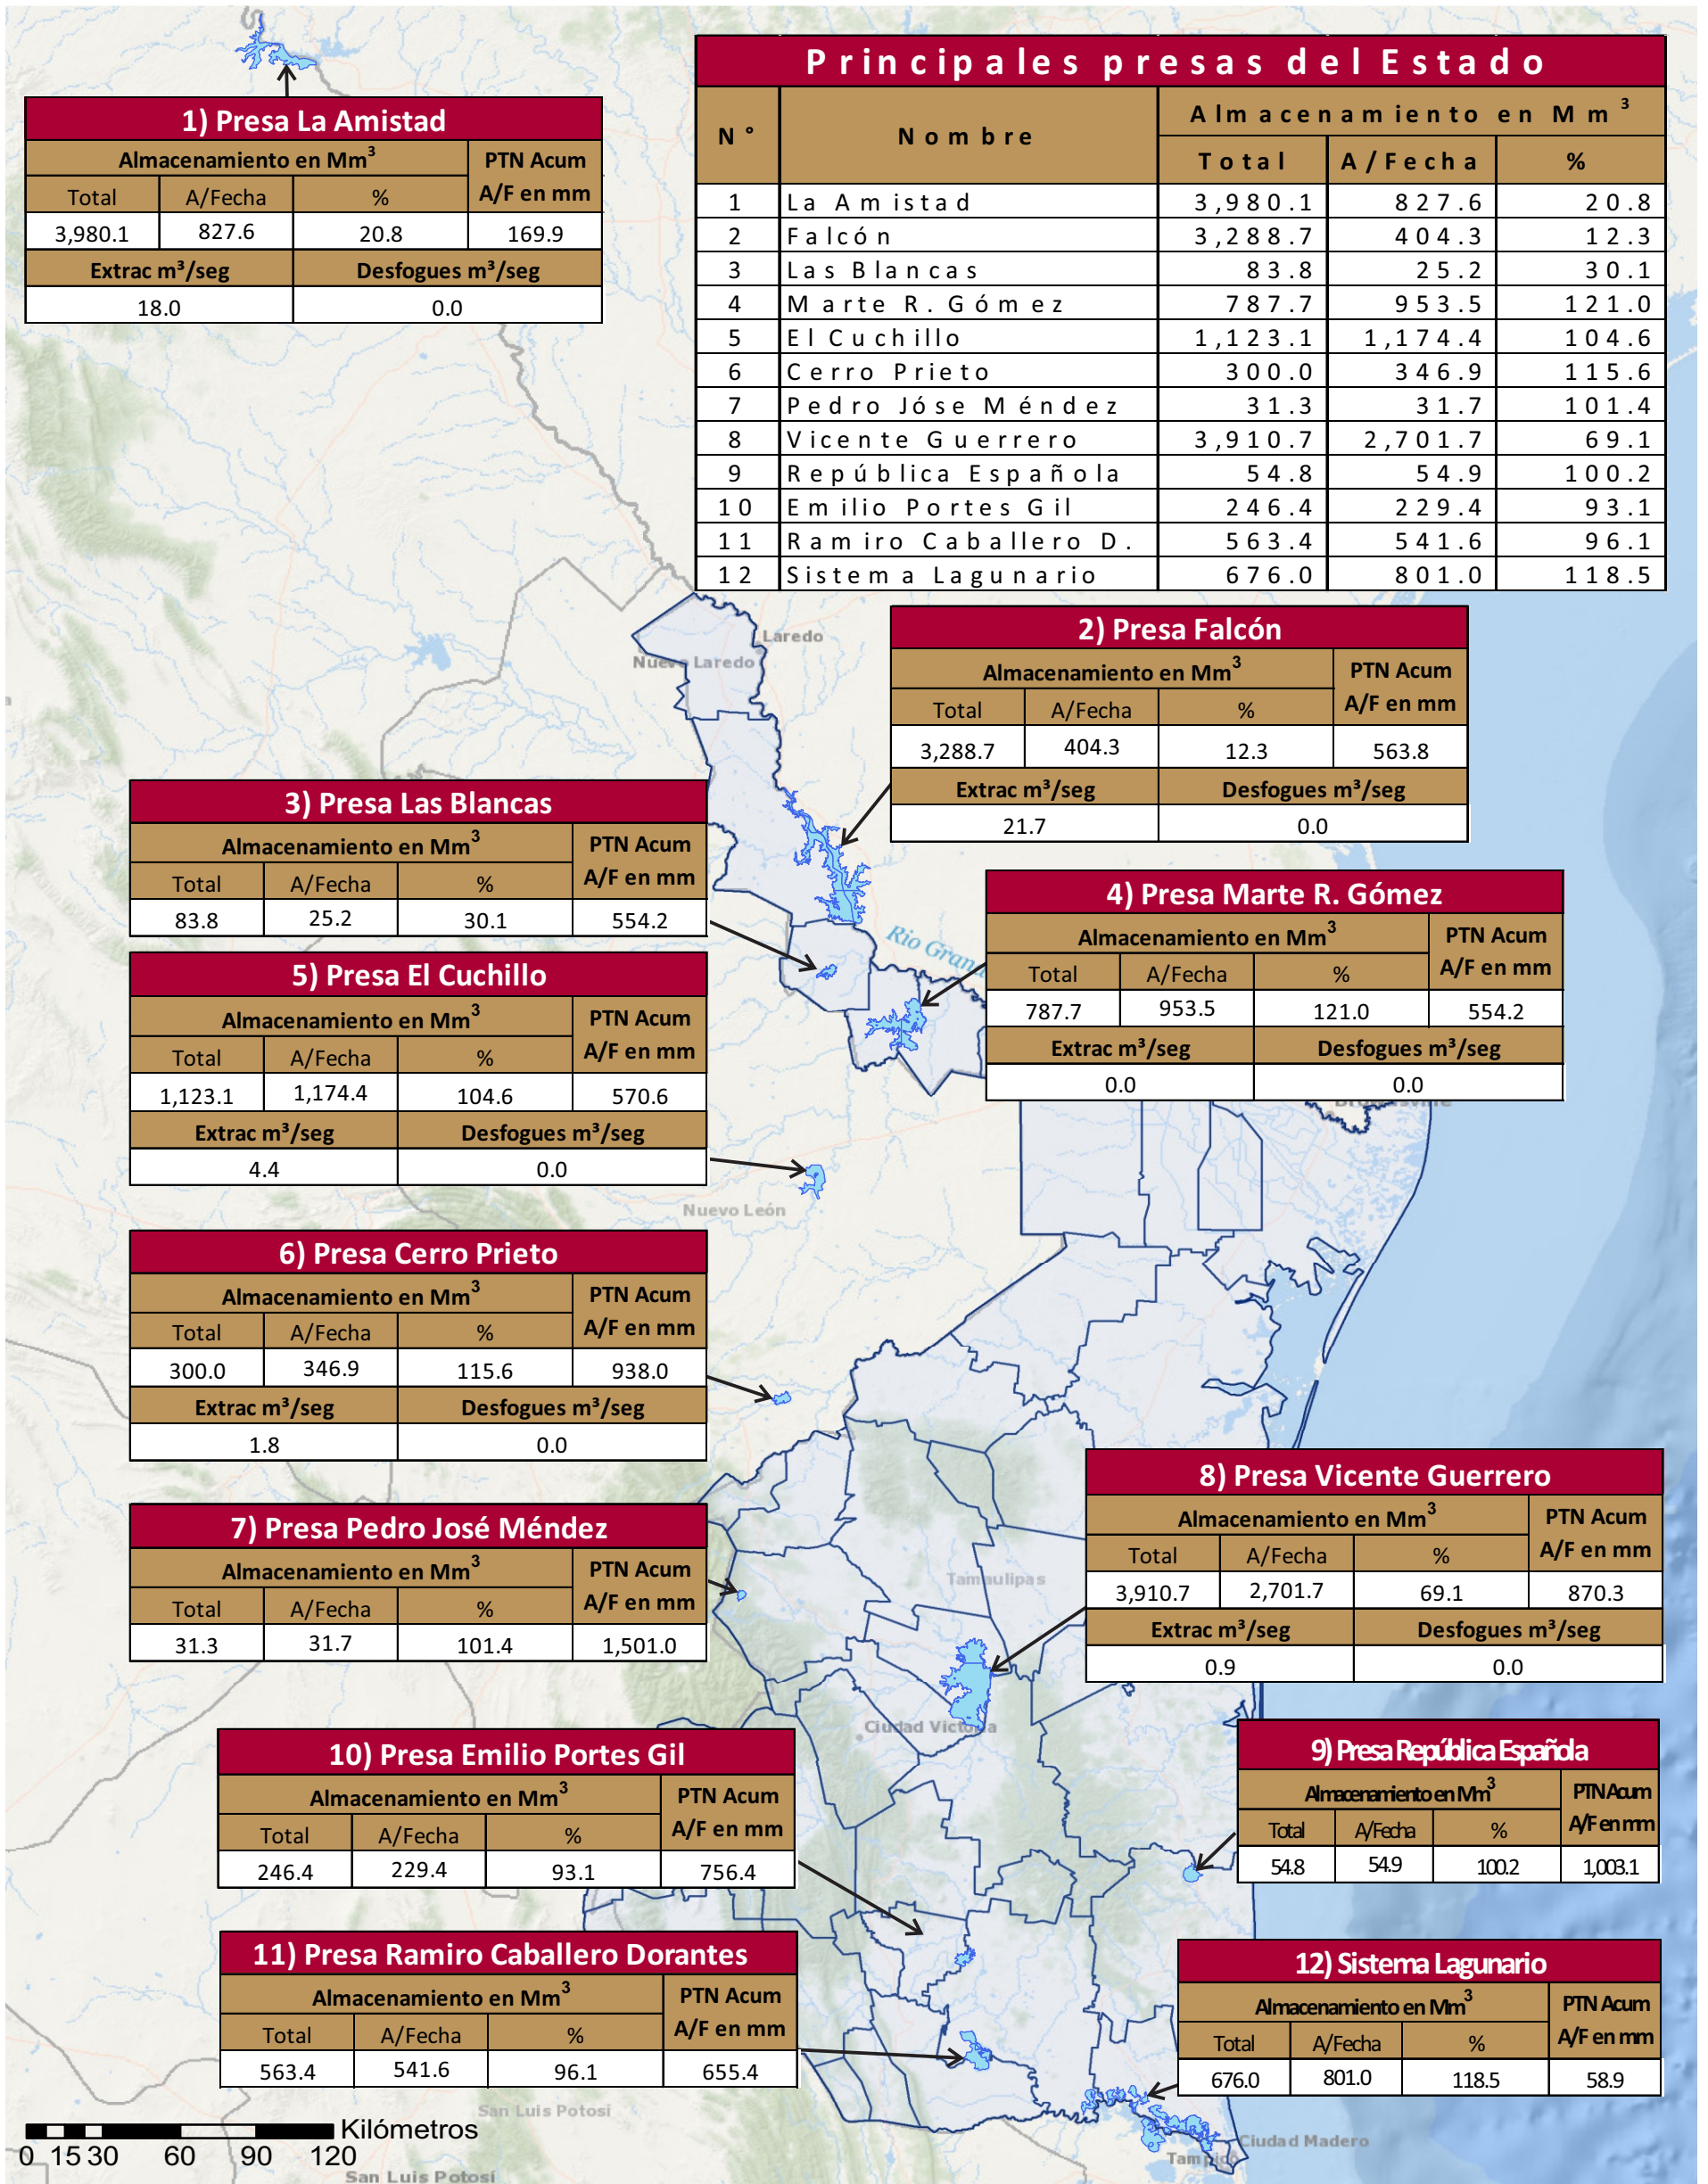 Principales presas del Estado
N° Nombre Almacenamiento en Mm³
Total A/Fecha %
1 La Amistad 3,980.1 827.6 20.8
2 Falcón 3,288.7 404.3 12.3
3 Las Blancas 83.8 25.2 30.1
4 Marte R. Gómez 787.7 953.5 121.0
5 El Cuchillo 1,123.1 1,174.4 104.6
6 Cerro Prieto 300.0 346.9 115.6
7 Pedro Jóse Méndez 31.3 31.7 101.4
8 Vicente Guerrero 3,910.7 2,701.7 69.1
9 República Española 54.8 54.9 100.2
10 Emilio Portes Gil 246.4 229.4 93.1
11 Ramiro Caballero D. 563.4 541.6 96.1
12 Sistema Lagunario 676.0 801.0 118.5
1) Presa La Amistad
Almacenamiento en Mm³ PTN Acum
Total A/Fecha % A/F en mm
3,980.1 827.6 20.8 169.9
Extrac m³/seg Desfogues m³/seg
18.0 0.0
2) Presa Falcón
Almacenamiento en Mm³ PTN Acum
Total A/Fecha % A/F en mm
3,288.7 404.3 12.3 563.8
Extrac m³/seg Desfogues m³/seg
21.7 0.0
Laredo
Nuevo Laredo
3) Presa Las Blancas
Almacenamiento en Mm³ PTN Acum
Total A/Fecha % A/F en mm
83.8 25.2 30.1 554.2
4) Presa Marte R. Gómez
Almacenamiento en Mm³ PTN Acum
Total A/Fecha % A/F en mm
787.7 953.5 121.0 554.2
Extrac m³/seg Desfogues m³/seg
0.0 0.0
Rio Grand
5) Presa El Cuchillo
Almacenamiento en Mm³ PTN Acum
Total A/Fecha % A/F en mm
1,123.1 1,174.4 104.6 570.6
Extrac m³/seg Desfogues m³/seg
4.4 0.0
Nuevo León
6) Presa Cerro Prieto
Almacenamiento en Mm³ PTN Acum
Total A/Fecha % A/F en mm
300.0 346.9 115.6 938.0
Extrac m³/seg Desfogues m³/seg
1.8 0.0
7) Presa Pedro José Méndez
Almacenamiento en Mm³ PTN Acum
Total A/Fecha % A/F en mm
31.3 31.7 101.4 1,501.0
8) Presa Vicente Guerrero
Almacenamiento en Mm³ PTN Acum
Total A/Fecha % A/F en mm
3,910.7 2,701.7 69.1 870.3
Extrac m³/seg Desfogues m³/seg
0.9 0.0
Tamaulipas
Ciudad Victoria
9) Presa República Española
Almacenamiento en Mm³ PTN Acum
Total A/Fecha % A/F en mm
54.8 54.9 100.2 1,003.1
10) Presa Emilio Portes Gil
Almacenamiento en Mm³ PTN Acum
Total A/Fecha % A/F en mm
246.4 229.4 93.1 756.4
11) Presa Ramiro Caballero Dorantes
Almacenamiento en Mm³ PTN Acum
Total A/Fecha % A/F en mm
563.4 541.6 96.1 655.4
12) Sistema Lagunario
Almacenamiento en Mm³ PTN Acum
Total A/Fecha % A/F en mm
676.0 801.0 118.5 58.9
San Luis Potosi
Ciudad Madero
Tampico
Kilómetros
0 15 30 60 90 120
San Luis Potosi